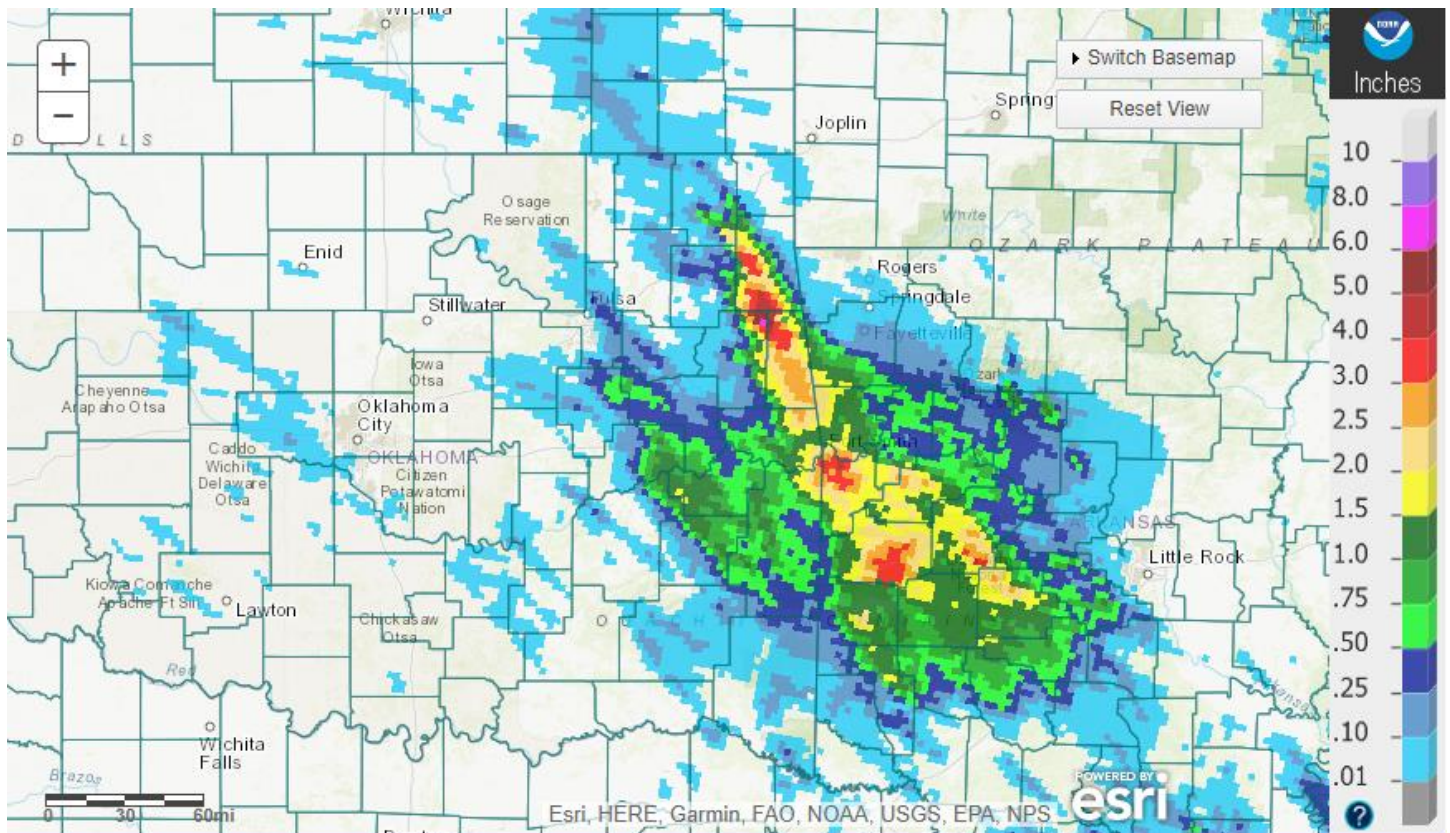 Wichita
+
−
Switch Basemap
Reset View
NOAA
Inches
Joplin
10
8.0
6.0
5.0
4.0
3.0
2.5
2.0
1.5
1.0
.75
.50
.25
.10
.01
?
L L S
Osage
Reservation
White
OZARK PLATEAU
Enid
Rogers
Springdale
Fayetteville
Tulsa
Stillwater
Iowa
Otsa
Cheyenne
Arapaho Otsa
Oklahoma
City
OKLAHOMA
Caddo
Wichita
Delaware
Otsa
Citizen
Potawatomi
Nation
ARKANSAS
Little Rock
Kiowa Comanche
Apache Ft Sill
Lawton
Chickasaw
Otsa
Red
Wichita
Falls
Brazos
Arkansas
0 30 60mi
Esri, HERE, Garmin, FAO, NOAA, USGS, EPA, NPS
POWERED BY
esri